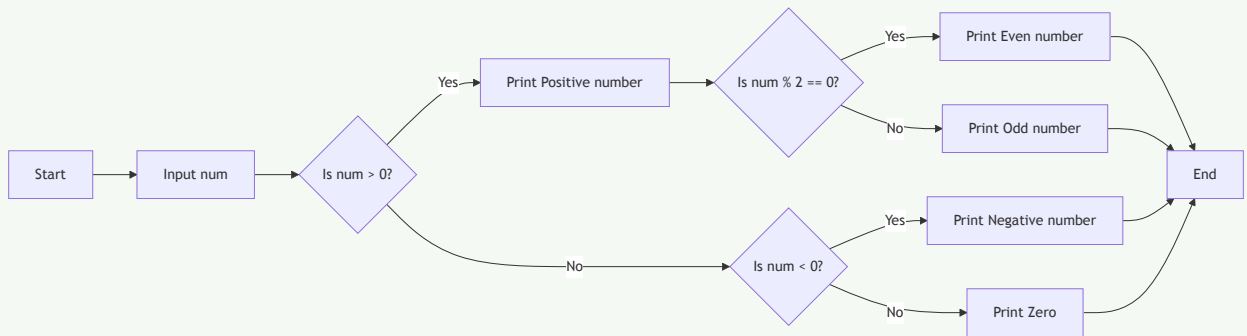 Start
Input num
Is num > 0?
Yes
Print Positive number
Is num % 2 == 0?
Yes
Print Even number
No
Print Odd number
No
Is num < 0?
Yes
Print Negative number
No
Print Zero
End